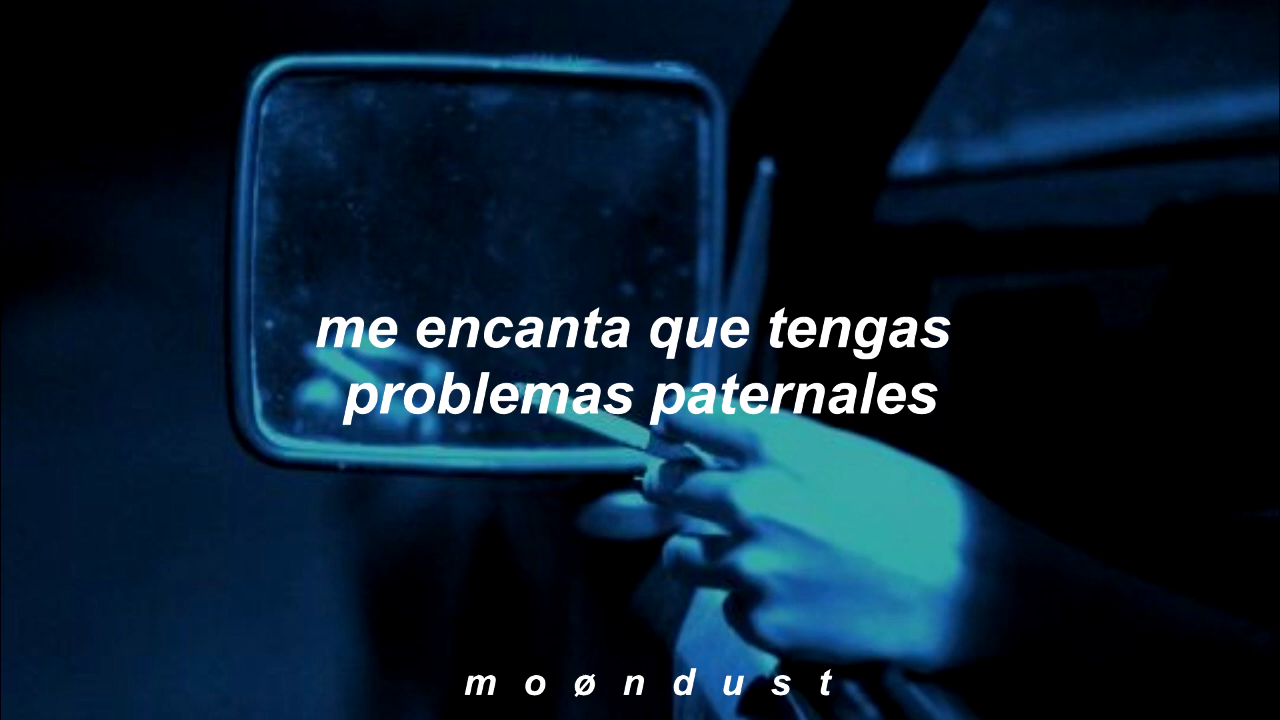 me encanta que tengas
problemas paternales
m o ø n d u s t